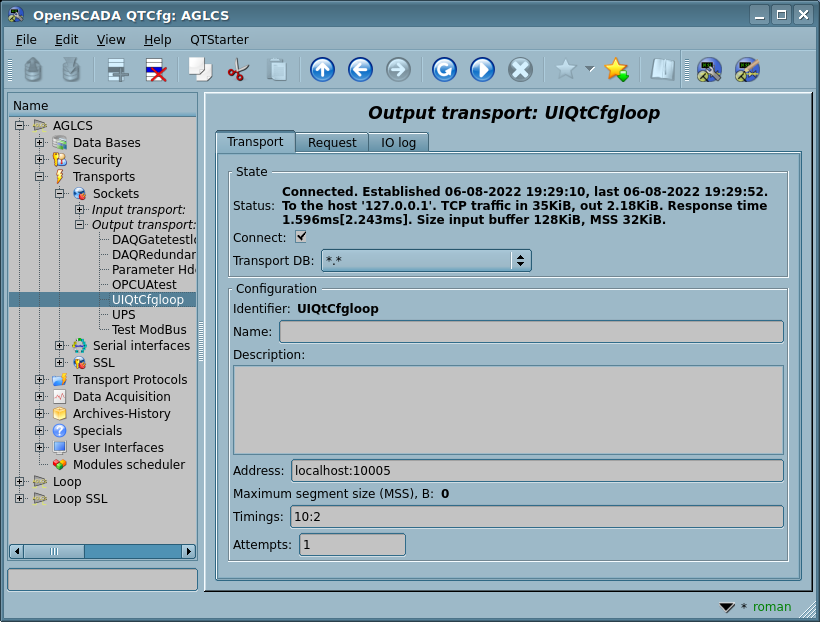 OpenSCADA QTCfg: AGLCS
File Edit View Help QTStarter
Name
AGLCS
Data Bases
Security
Transports
Sockets
Input transport:
Output transport:
DAQGatetestlo
DAQRedundar
Parameter Hd
OPCUAtest
UIQtCfgloop
UPS
Test ModBus
Serial interfaces
SSL
Transport Protocols
Data Acquisition
Archives-History
Specials
User Interfaces
Modules scheduler
Loop
Loop SSL
Output transport: UIQtCfgloop
Transport Request IO log
State
Status: Connected. Established 06-08-2022 19:29:10, last 06-08-2022 19:29:52.
To the host '127.0.0.1'. TCP traffic in 35KiB, out 2.18KiB. Response time
1.596ms[2.243ms]. Size input buffer 128KiB, MSS 32KiB.
Connect:
Transport DB: *.*
Configuration
Identifier: UIQtCfgloop
Name:
Description:
Address: localhost:10005
Maximum segment size (MSS), B: 0
Timings: 10:2
Attempts: 1
* roman